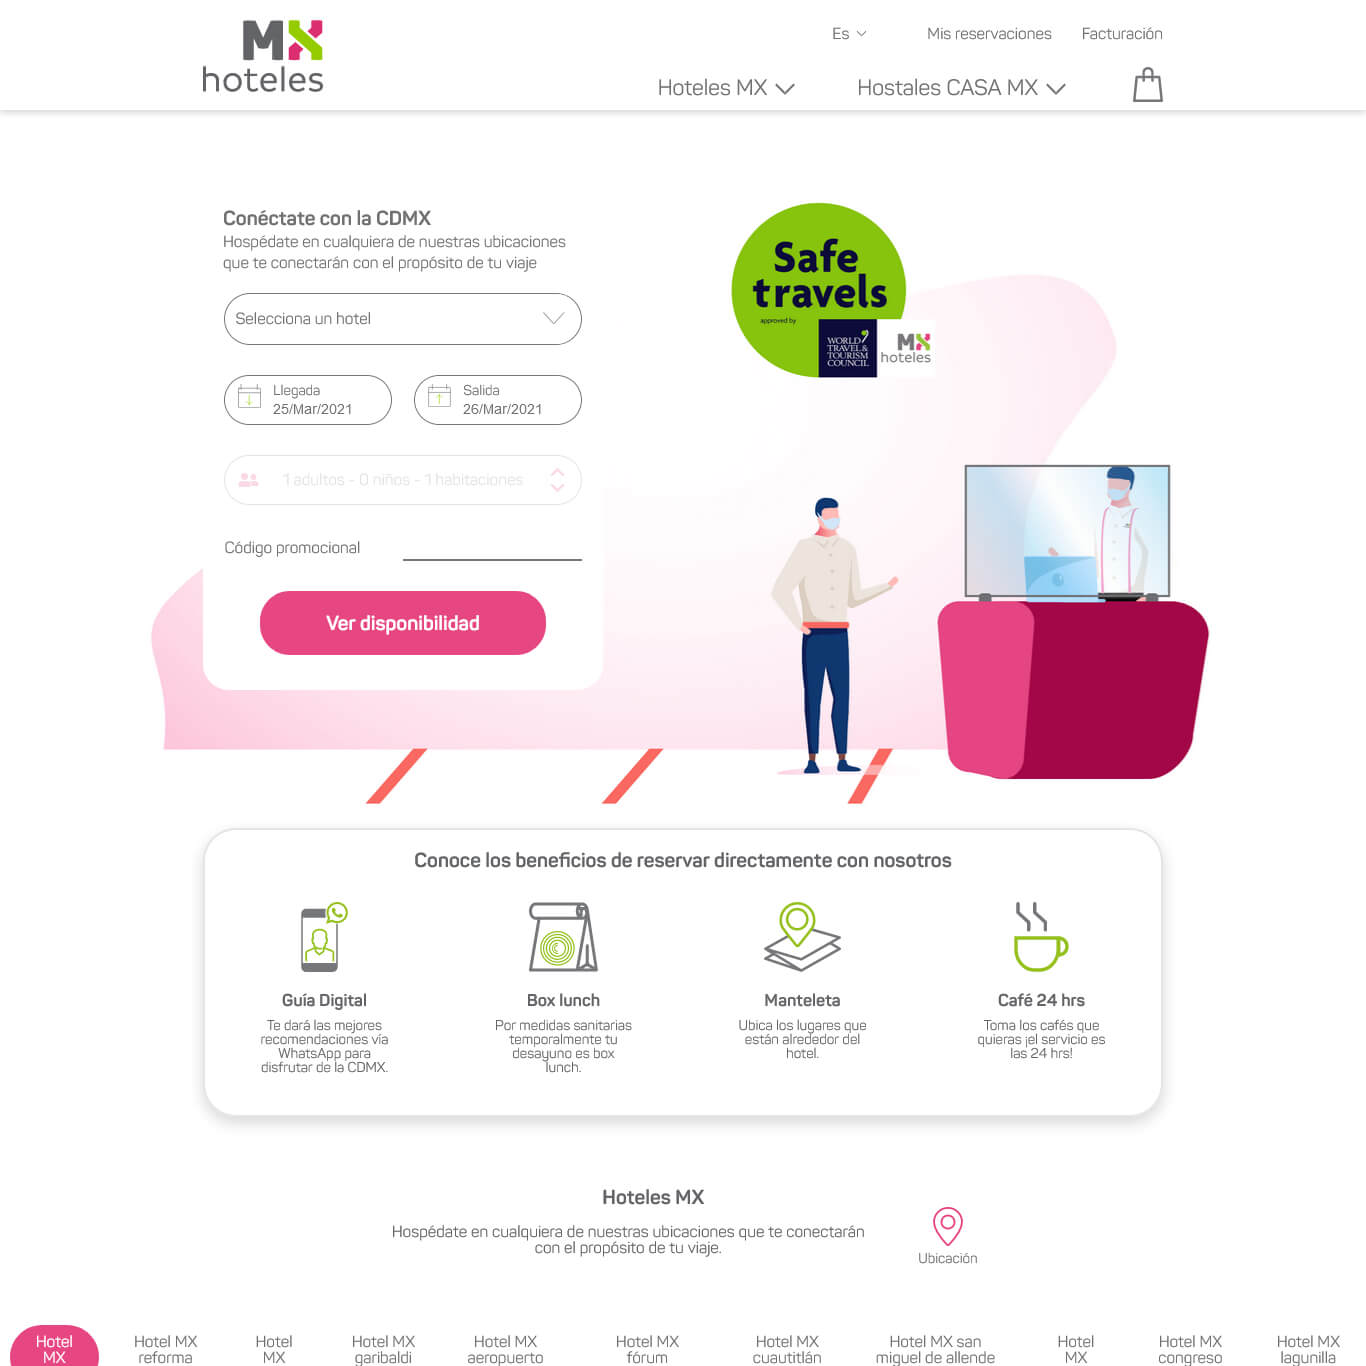 MX
hoteles
Es
Mis reservaciones
Facturación
Hoteles MX
Hostales CASA MX
Conéctate con la CDMX
Hospédate en cualquiera de nuestras ubicaciones
que te conectarán con el propósito de tu viaje
Selecciona un hotel
Llegada
25/Mar/2021
Salida
26/Mar/2021
1 adultos - 0 niños - 1 habitaciones
Código promocional
Ver disponibilidad
Safe
travels
approved by
WORLD
TRAVEL &
TOURISM
COUNCIL
MX
hoteles
Conoce los beneficios de reservar directamente con nosotros
Guía Digital
Te dará las mejores
recomendaciones vía
WhatsApp para
disfrutar de la CDMX.
Box lunch
Por medidas sanitarias
temporalmente tu
desayuno es box
lunch.
Manteleta
Ubica los lugares que
están alrededor del
hotel.
Café 24 hrs
Toma los cafés que
quieras ¡el servicio es
las 24 hrs!
Hoteles MX
Hospédate en cualquiera de nuestras ubicaciones que te conectarán
con el propósito de tu viaje.
Ubicación
Hotel
MX
Hotel MX
reforma
Hotel
MX
Hotel MX
garibaldi
Hotel MX
aeropuerto
Hotel MX
fórum
Hotel MX
cuautitlán
Hotel MX san
miguel de allende
Hotel
MX
Hotel MX
congreso
Hotel MX
lagunilla